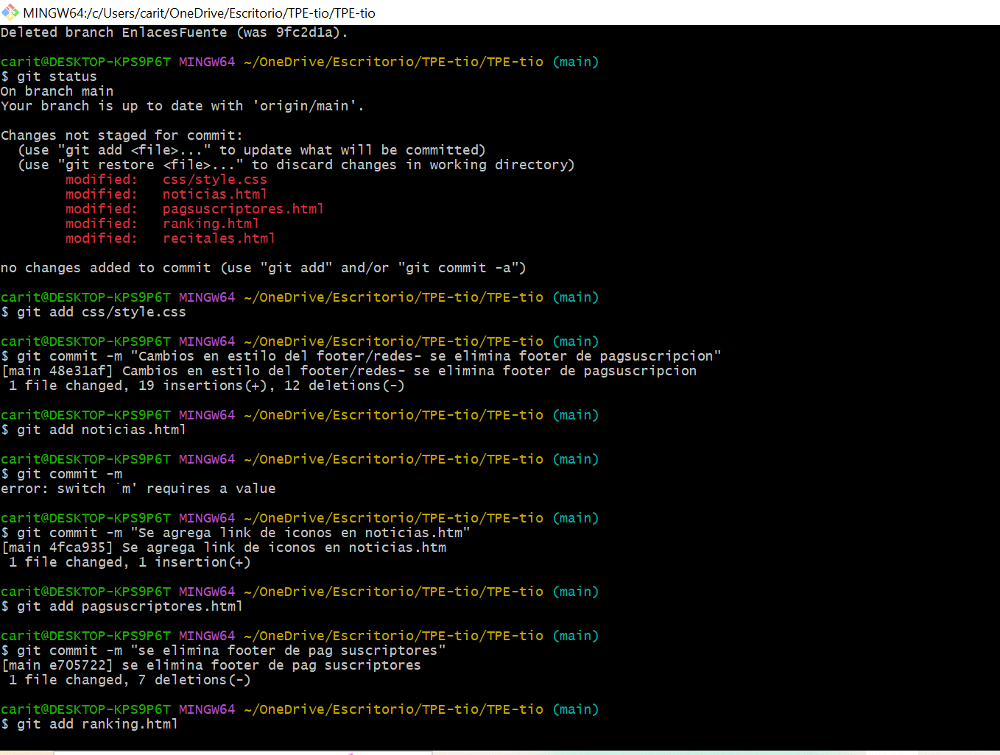 MINGW64:/c/Users/carit/OneDrive/Escritorio/TPE-tio/TPE-tio
Deleted branch EnlacesFuente (was 9fc2d1a).
carit@DESKTOP-KPS9P6T MINGW64 ~/OneDrive/Escritorio/TPE-tio/TPE-tio (main)
$ git status
On branch main
Your branch is up to date with 'origin/main'.
Changes not staged for commit:
  (use "git add <file>..." to update what will be committed)
  (use "git restore <file>..." to discard changes in working directory)
        modified:   css/style.css
        modified:   noticias.html
        modified:   pagsuscriptores.html
        modified:   ranking.html
        modified:   recitales.html
no changes added to commit (use "git add" and/or "git commit -a")
carit@DESKTOP-KPS9P6T MINGW64 ~/OneDrive/Escritorio/TPE-tio/TPE-tio (main)
$ git add css/style.css
carit@DESKTOP-KPS9P6T MINGW64 ~/OneDrive/Escritorio/TPE-tio/TPE-tio (main)
$ git commit -m "Cambios en estilo del footer/redes- se elimina footer de pagsuscripcion"
[main 48e31af] Cambios en estilo del footer/redes- se elimina footer de pagsuscripcion
 1 file changed, 19 insertions(+), 12 deletions(-)
carit@DESKTOP-KPS9P6T MINGW64 ~/OneDrive/Escritorio/TPE-tio/TPE-tio (main)
$ git add noticias.html
carit@DESKTOP-KPS9P6T MINGW64 ~/OneDrive/Escritorio/TPE-tio/TPE-tio (main)
$ git commit -m
error: switch `m' requires a value
carit@DESKTOP-KPS9P6T MINGW64 ~/OneDrive/Escritorio/TPE-tio/TPE-tio (main)
$ git commit -m "Se agrega link de iconos en noticias.htm"
[main 4fca935] Se agrega link de iconos en noticias.htm
 1 file changed, 1 insertion(+)
carit@DESKTOP-KPS9P6T MINGW64 ~/OneDrive/Escritorio/TPE-tio/TPE-tio (main)
$ git add pagsuscriptores.html
carit@DESKTOP-KPS9P6T MINGW64 ~/OneDrive/Escritorio/TPE-tio/TPE-tio (main)
$ git commit -m "se elimina footer de pag suscriptores"
[main e705722] se elimina footer de pag suscriptores
 1 file changed, 7 deletions(-)
carit@DESKTOP-KPS9P6T MINGW64 ~/OneDrive/Escritorio/TPE-tio/TPE-tio (main)
$ git add ranking.html